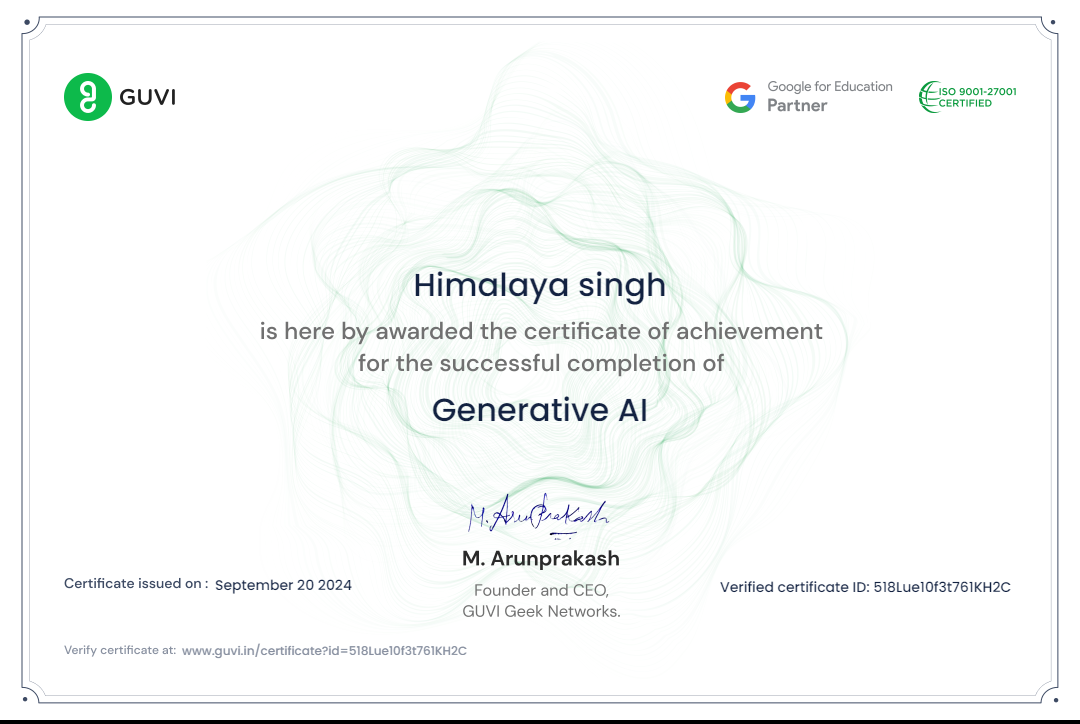 GUVI
Google for Education
Partner
ISO 9001-27001
CERTIFIED
Himalaya singh
is here by awarded the certificate of achievement
for the successful completion of
Generative AI
M. Arunprakash
M. Arunprakash
Founder and CEO,
GUVI Geek Networks.
Certificate issued on : September 20 2024
Verified certificate ID: 518Lue10f3t761KH2C
Verify certificate at: www.guvi.in/certificate?id=518Lue10f3t761KH2C